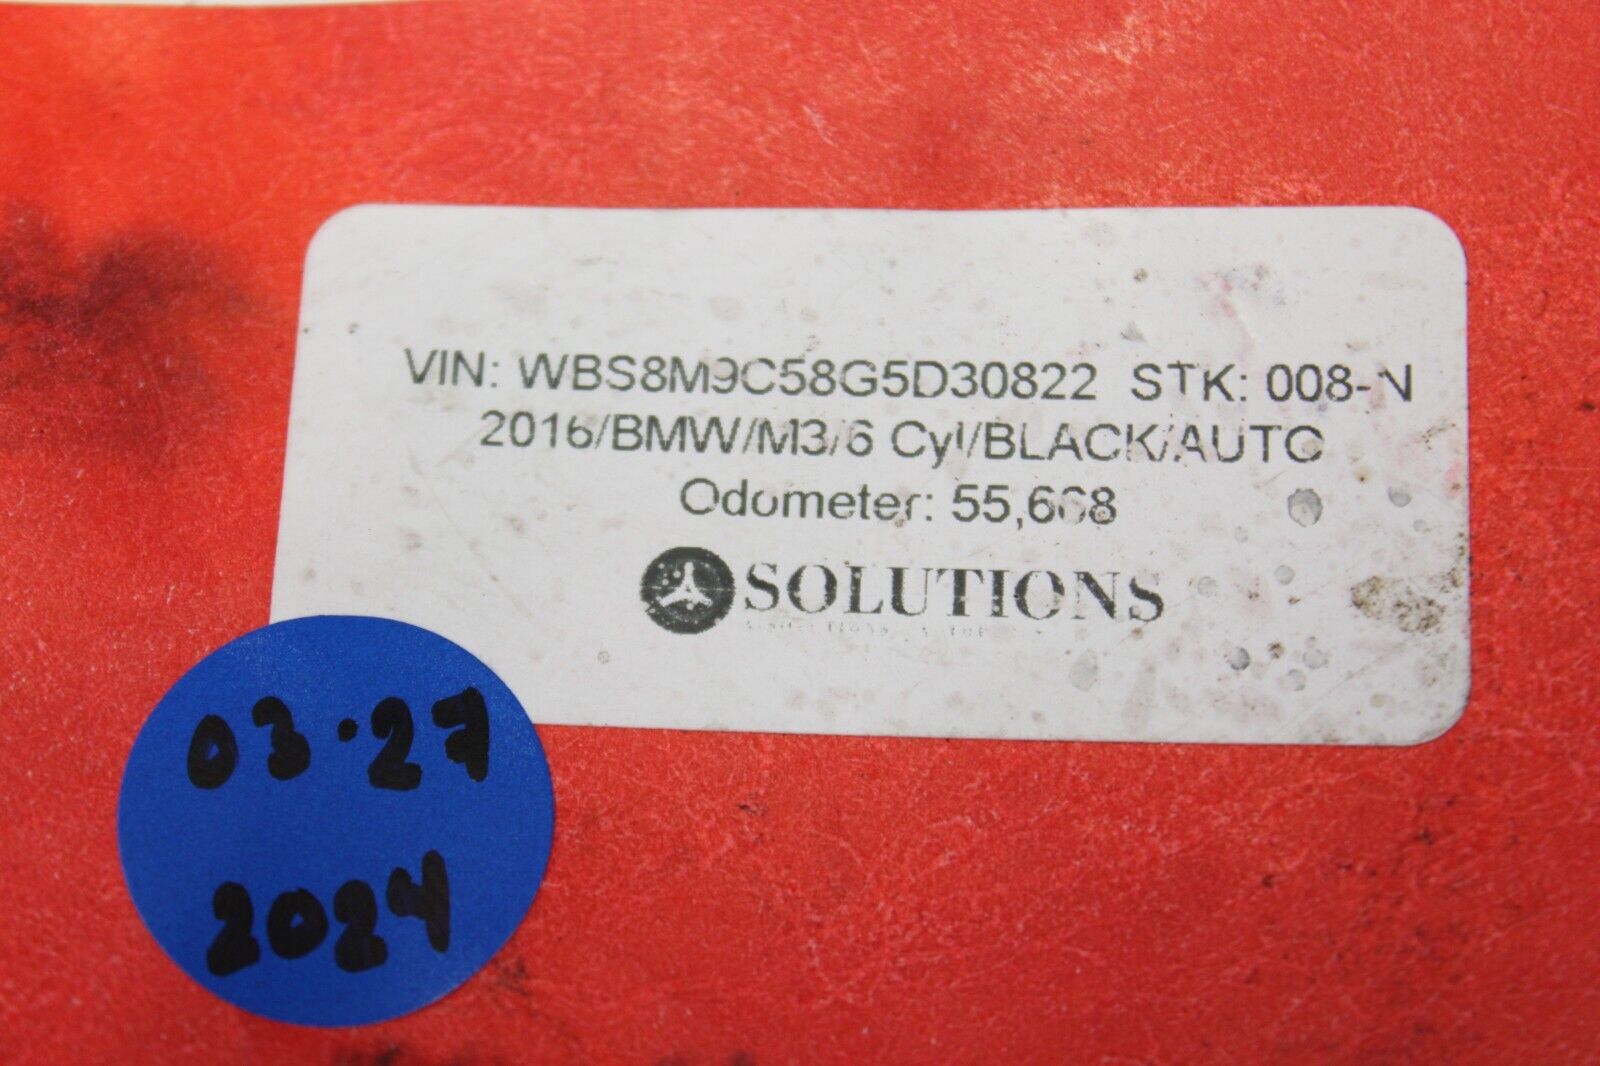 VIN: WBS8M9C58G5D30822 STK: 008-N
2016/BMW/M3/6 Cyl/BLACK/AUTO
Odometer: 55,668
SOLUTIONS
03·27
2024